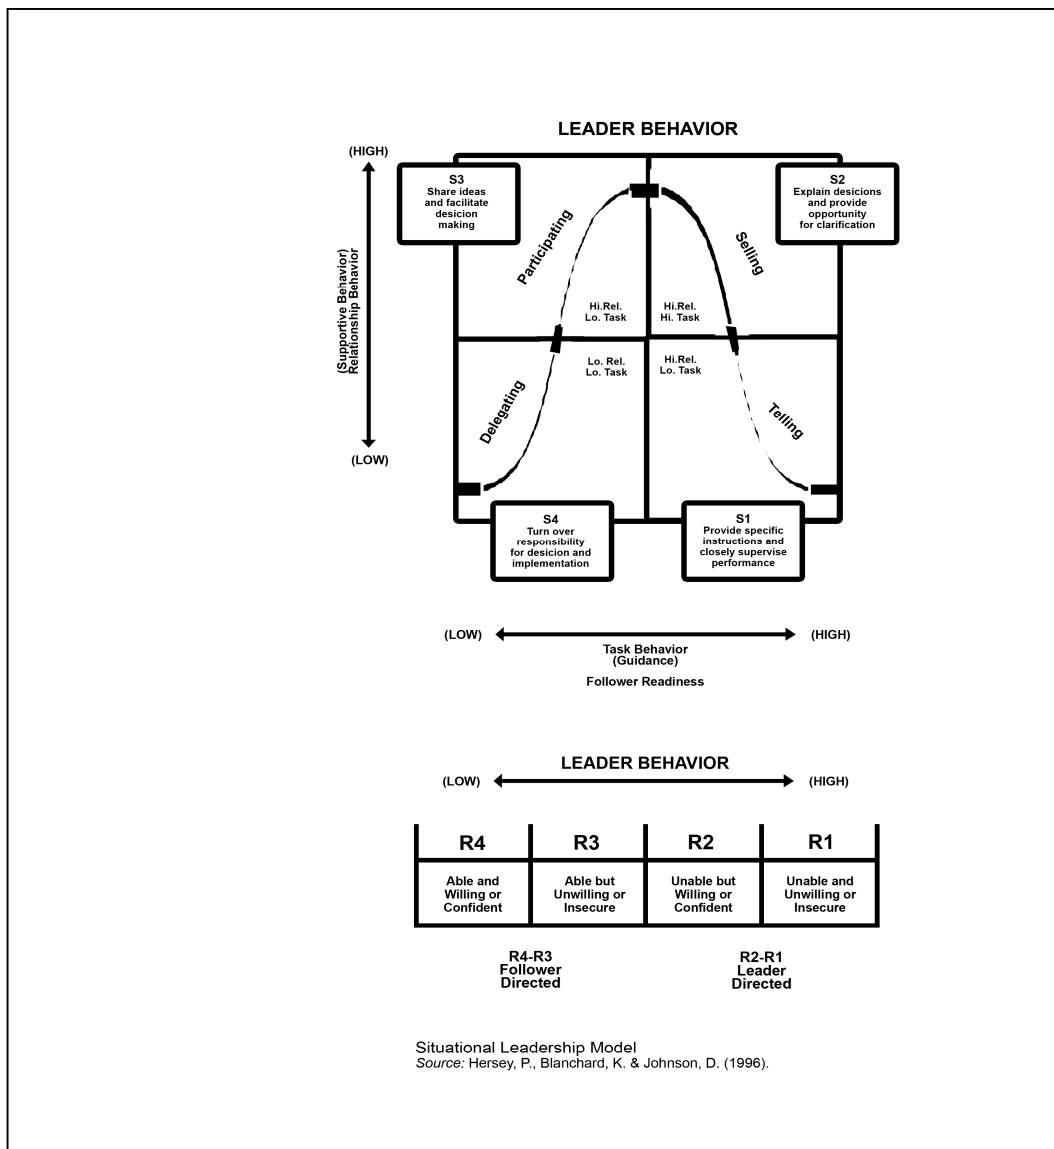 LEADER BEHAVIOR
(HIGH)
S3
Share ideas
and facilitate
desicion
making
S2
Explain desicions
and provide
opportunity
for clarification
Participating
Selling
(Supportive Behavior)
Relationship Behavior
Hi.Rel.
Lo. Task
Hi.Rel.
Hi. Task
Lo. Rel.
Lo. Task
Hi.Rel.
Lo. Task
Delegating
Telling
(LOW)
S4
Turn over
responsibility
for desicion and
implementation
S1
Provide specific
instructions and
closely supervise
performance
(LOW)
(HIGH)
Task Behavior
(Guidance)
Follower Readiness
LEADER BEHAVIOR
(LOW)
(HIGH)
R4
R3
R2
R1
Able and
Willing or
Confident
Able but
Unwilling or
Insecure
Unable but
Willing or
Confident
Unable and
Unwilling or
Insecure
R4-R3
Follower
Directed
R2-R1
Leader
Directed
Situational Leadership Model
Source: Hersey, P., Blanchard, K. & Johnson, D. (1996).